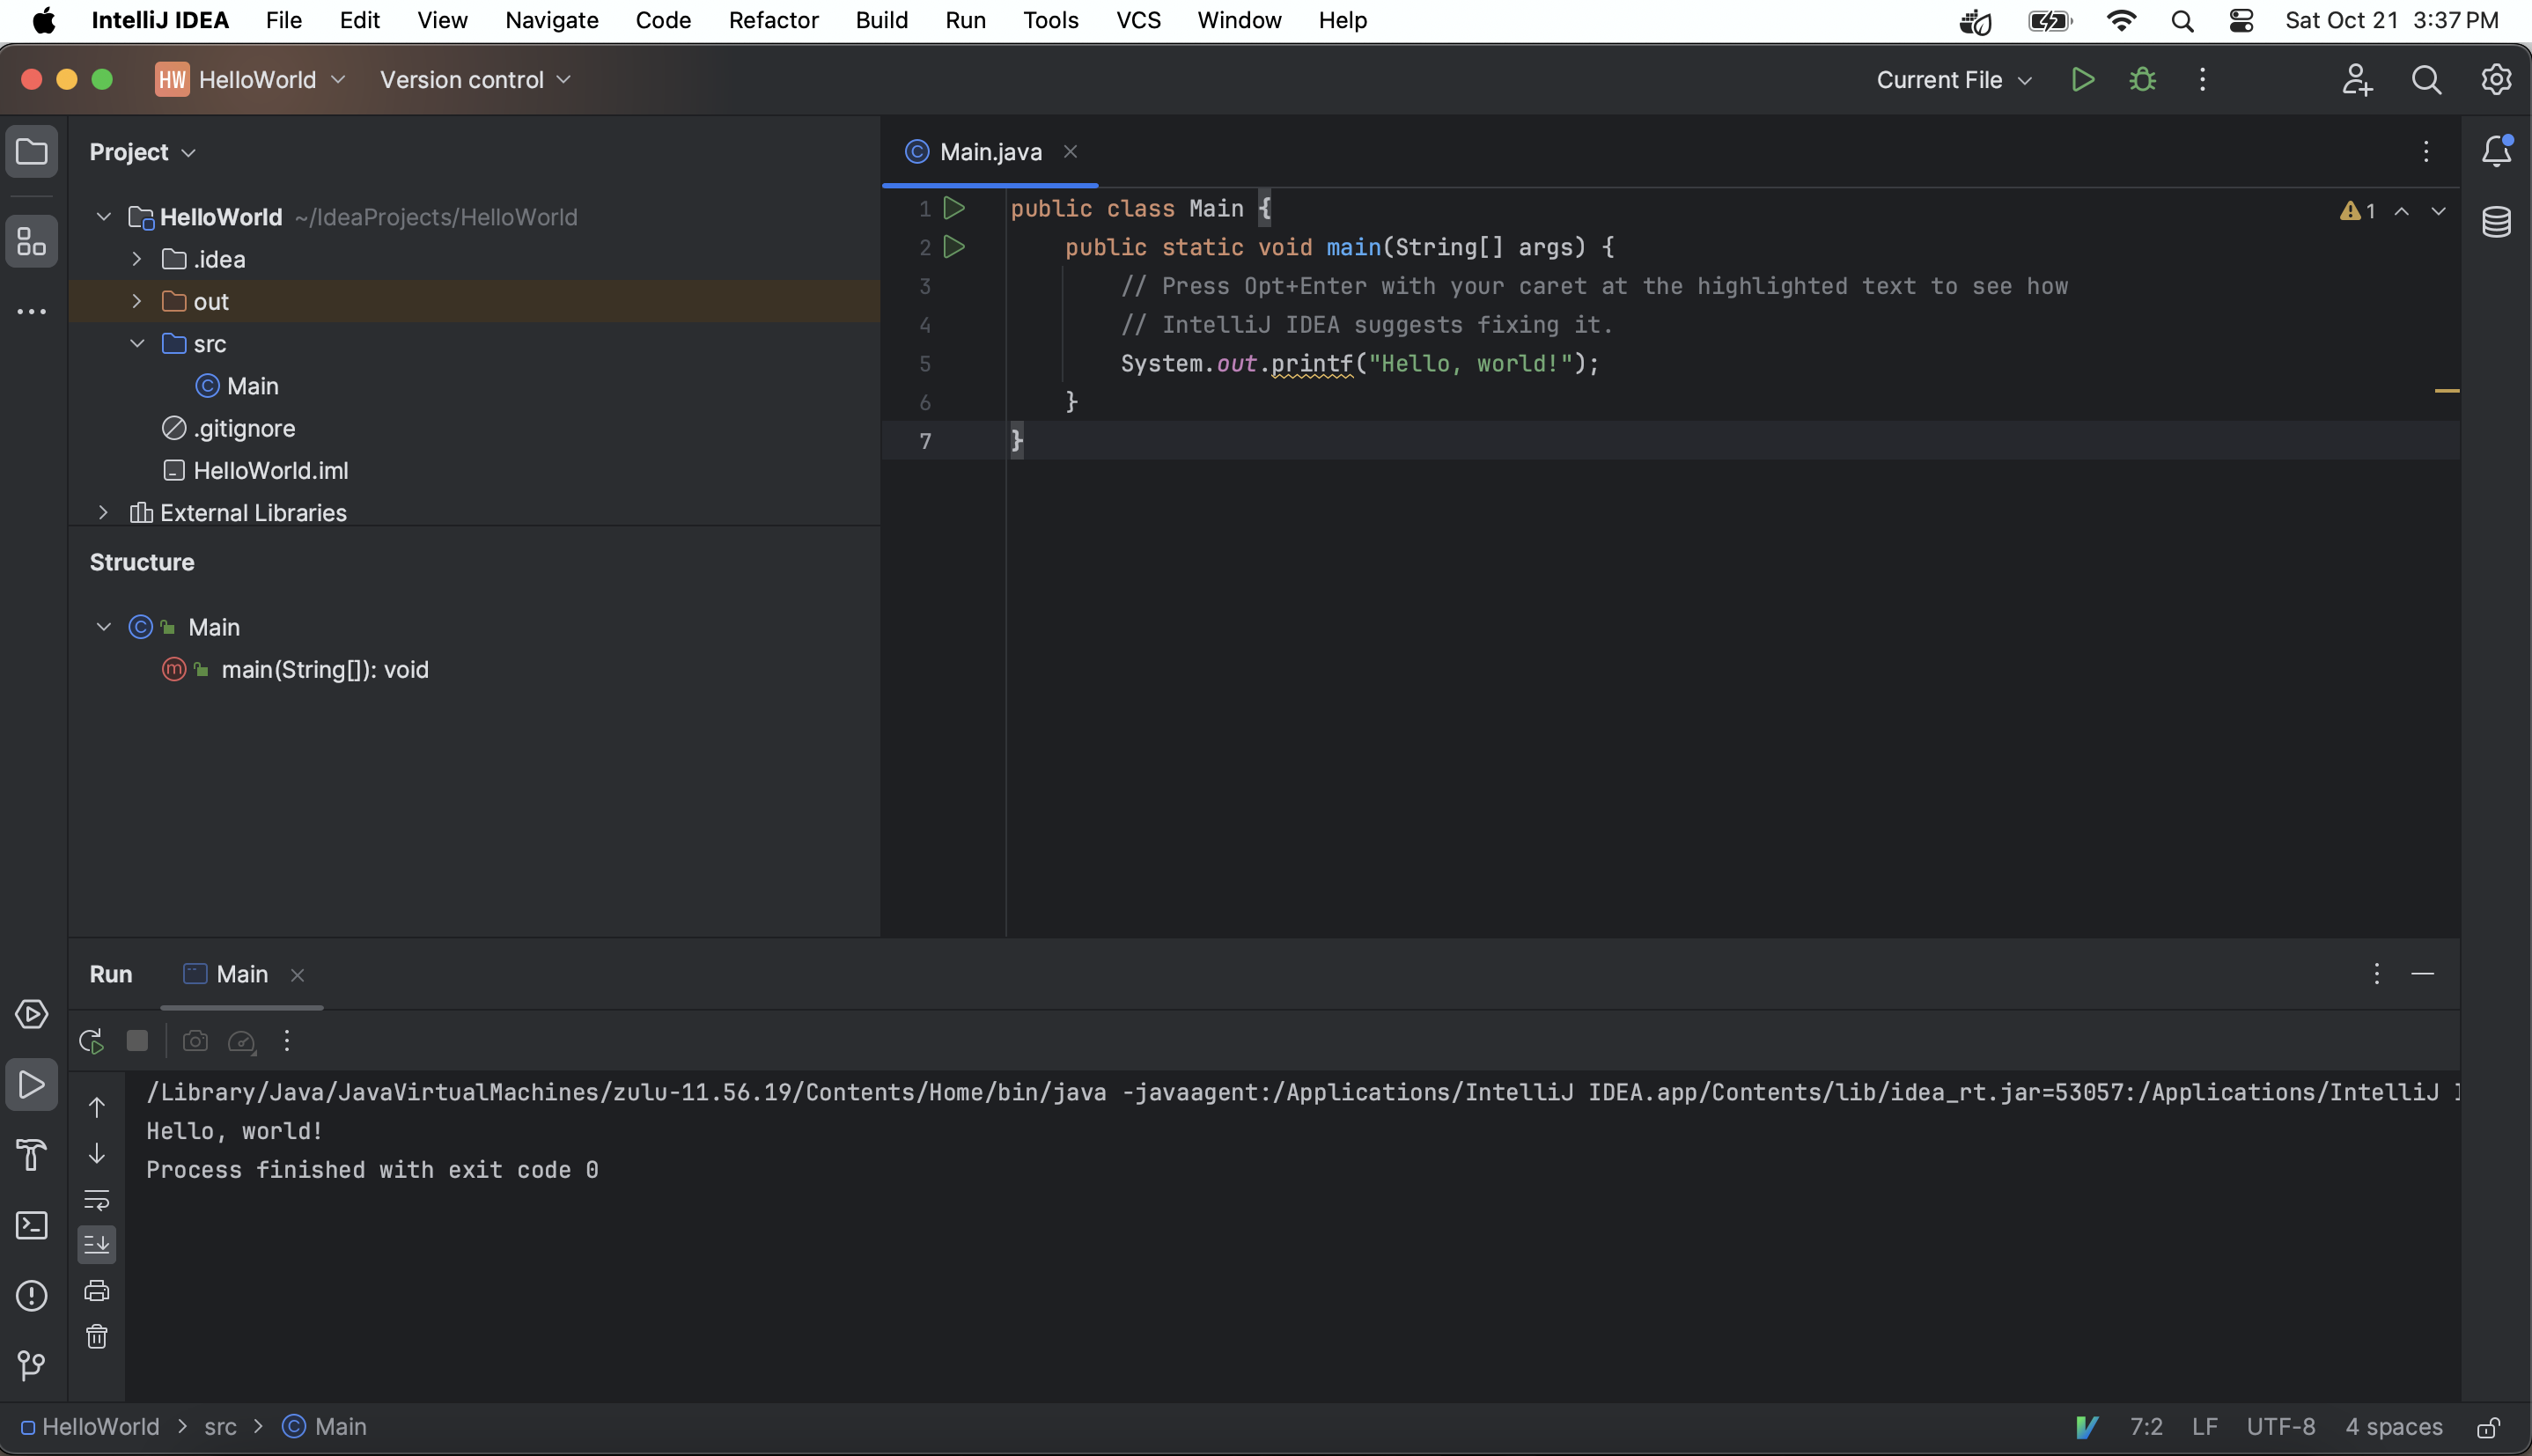 IntelliJ IDEA File Edit View Navigate Code Refactor Build Run Tools VCS Window Help Sat Oct 21 3:37 PM
HW HelloWorld Version control Current File
Project
HelloWorld ~/IdeaProjects/HelloWorld
.idea
out
src
Main
.gitignore
HelloWorld.iml
External Libraries
Structure
Main
main(String[]): void
Main.java
1 public class Main {
2 public static void main(String[] args) {
3 // Press Opt+Enter with your caret at the highlighted text to see how
4 // IntelliJ IDEA suggests fixing it.
5 System.out.printf("Hello, world!");
6 }
7 }
1
Run Main
/Library/Java/JavaVirtualMachines/zulu-11.56.19/Contents/Home/bin/java -javaagent:/Applications/IntelliJ IDEA.app/Contents/lib/idea_rt.jar=53057:/Applications/IntelliJ
Hello, world!
Process finished with exit code 0
HelloWorld > src > Main 7:2 LF UTF-8 4 spaces